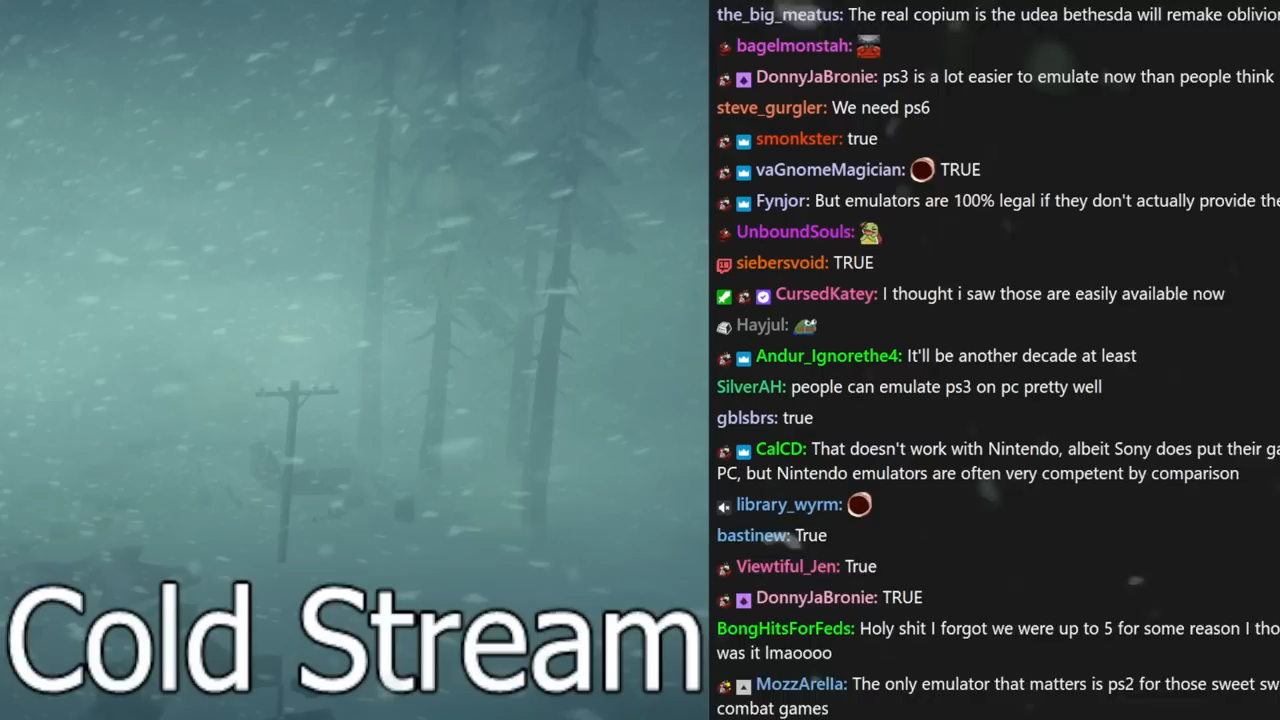 the_big_meatus: The real copium is the udea bethesda will remake oblivio
bagelmonstah:
DonnyJaBronie: ps3 is a lot easier to emulate now than people think
steve_gurgler: We need ps6
smonkster: true
vaGnomeMagician: TRUE
Fynjor: But emulators are 100% legal if they don't actually provide the
UnboundSouls:
siebersvoid: TRUE
CursedKatey: I thought i saw those are easily available now
Hayjul:
Andur_Ignorethe4: It'll be another decade at least
SilverAH: people can emulate ps3 on pc pretty well
gblsbrs: true
CalCD: That doesn't work with Nintendo, albeit Sony does put their ga
PC, but Nintendo emulators are often very competent by comparison
library_wyrm:
bastinew: True
Viewtiful_Jen: True
DonnyJaBronie: TRUE
BongHitsForFeds: Holy shit I forgot we were up to 5 for some reason I tho
was it lmaoooo
MozzArella: The only emulator that matters is ps2 for those sweet sw
combat games
Cold Stream